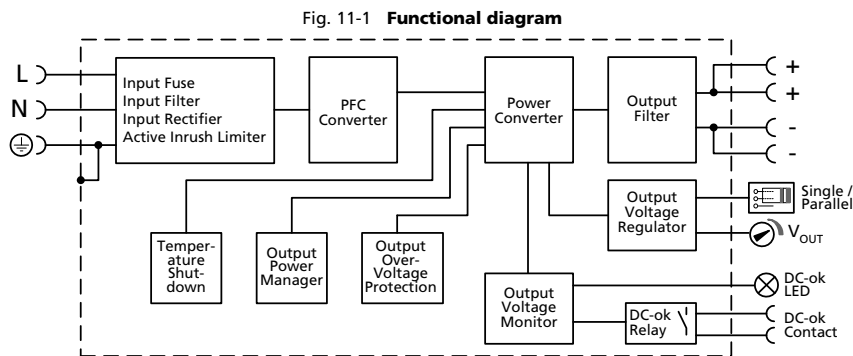 Fig. 11-1 Functional diagram
L
N
Input Fuse
Input Filter
Input Rectifier
Active Inrush Limiter
PFC
Converter
Power
Converter
Output
Filter
+
+
-
-
Output
Voltage
Regulator
Single /
Parallel
VOUT
Temper-
ature
Shut-
down
Output
Power
Manager
Output
Over-
Voltage
Protection
Output
Voltage
Monitor
DC-ok
LED
DC-ok
Relay
DC-ok
Contact